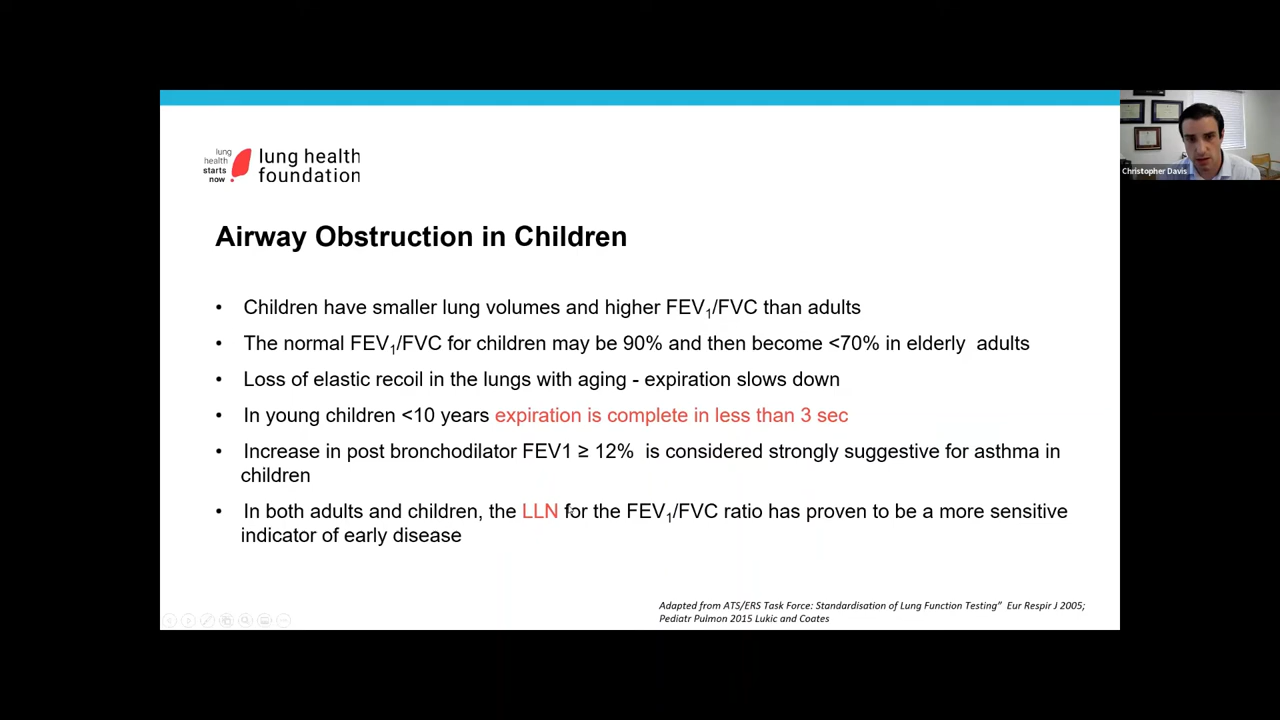 lung
health
starts
now
lung health
foundation
Christopher Davis
Airway Obstruction in Children
• Children have smaller lung volumes and higher FEV1/FVC than adults
• The normal FEV1/FVC for children may be 90% and then become <70% in elderly  adults
• Loss of elastic recoil in the lungs with aging - expiration slows down
• In young children <10 years expiration is complete in less than 3 sec
• Increase in post bronchodilator FEV1 ≥ 12%  is considered strongly suggestive for asthma in
children
• In both adults and children, the LLN for the FEV1/FVC ratio has proven to be a more sensitive
indicator of early disease
Adapted from ATS/ERS Task Force: Standardisation of Lung Function Testing”  Eur Respir J 2005;
Pediatr Pulmon 2015 Lukic and Coates